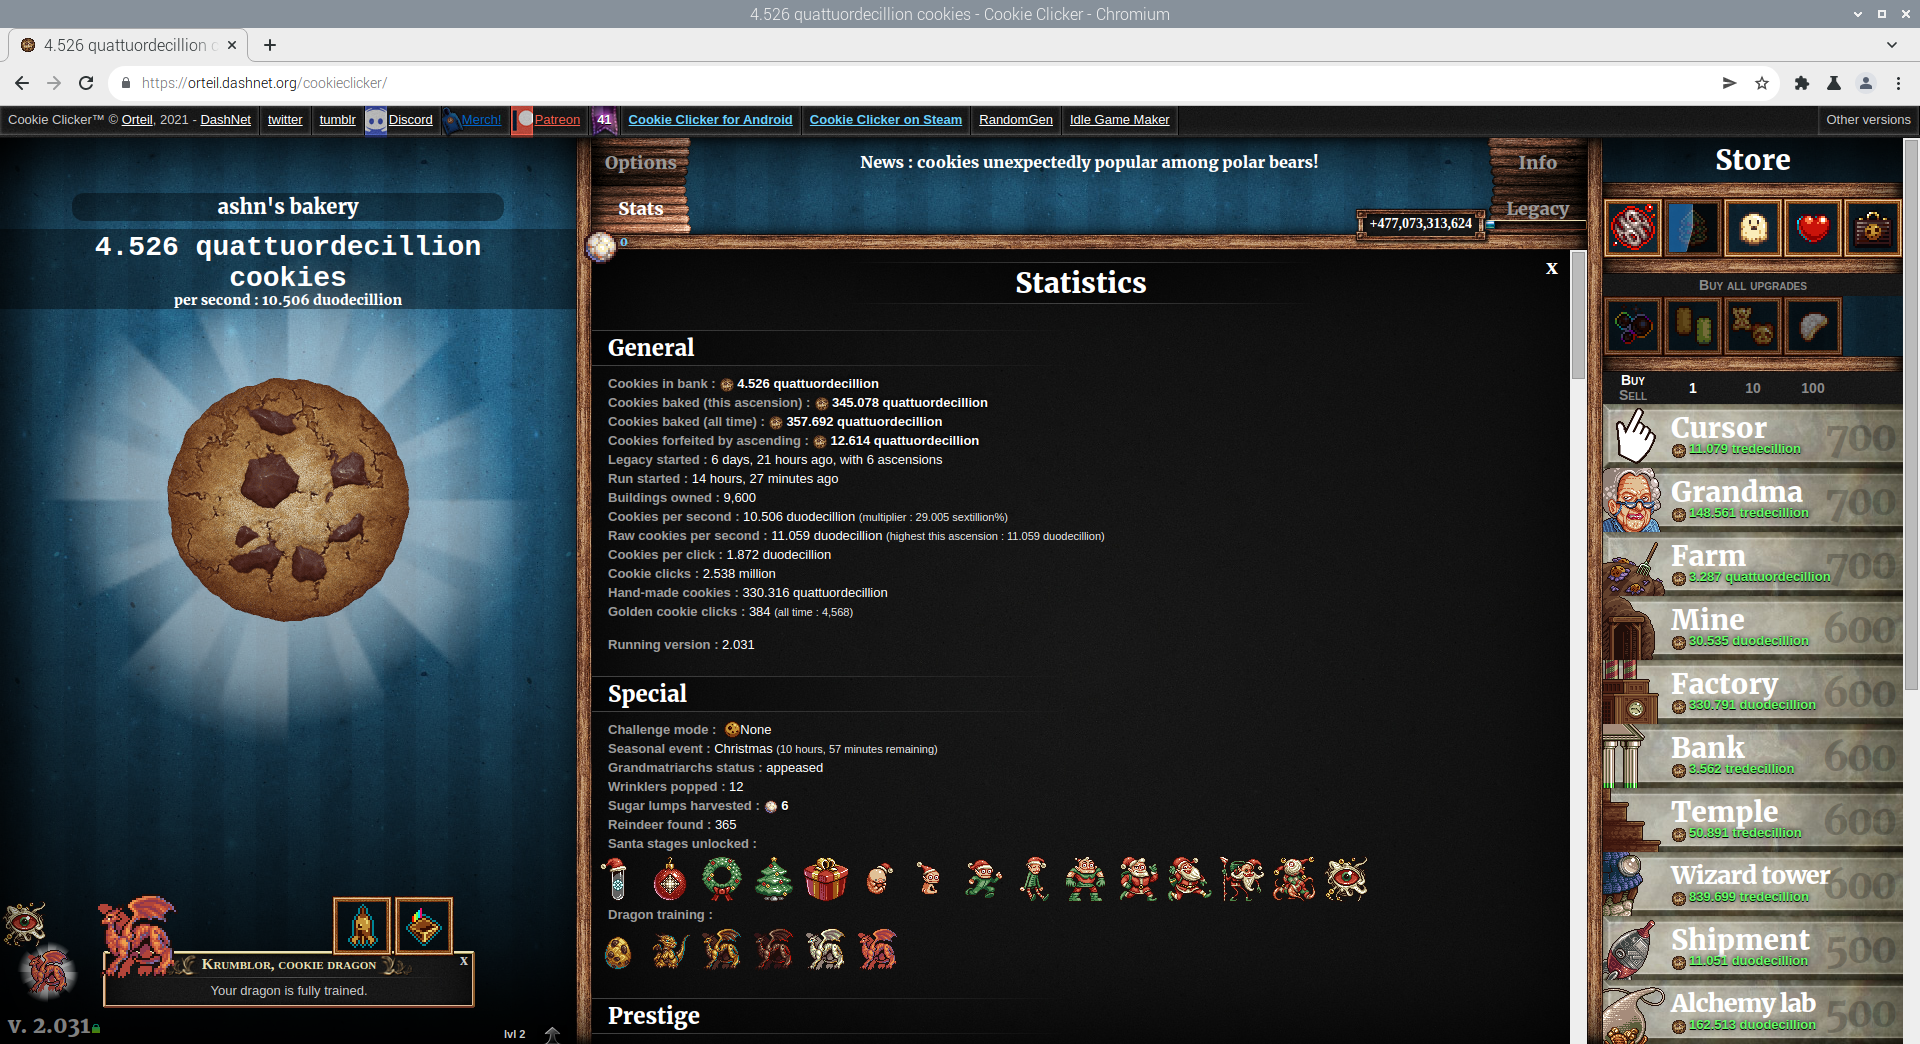 4.526 quattuordecillion cookies - Cookie Clicker - Chromium
4.526 quattuordecillion
https://orteil.dashnet.org/cookieclicker/
Cookie Clicker™ © Orteil, 2021 - DashNet
twitter
tumblr
Discord
Merch!
Patreon
41
Cookie Clicker for Android
Cookie Clicker on Steam
RandomGen
Idle Game Maker
Other versions
ashn's bakery
4.526 quattuordecillion
cookies
per second : 10.506 duodecillion
Krumblor, cookie dragon
x
Your dragon is fully trained.
v. 2.031
lvl 2
Options
Stats
News : cookies unexpectedly popular among polar bears!
Info
Legacy
+477,073,313,624
0
Statistics
x
General
Cookies in bank : 4.526 quattuordecillion
Cookies baked (this ascension) : 345.078 quattuordecillion
Cookies baked (all time) : 357.692 quattuordecillion
Cookies forfeited by ascending : 12.614 quattuordecillion
Legacy started : 6 days, 21 hours ago, with 6 ascensions
Run started : 14 hours, 27 minutes ago
Buildings owned : 9,600
Cookies per second : 10.506 duodecillion (multiplier : 29.005 sextillion%)
Raw cookies per second : 11.059 duodecillion (highest this ascension : 11.059 duodecillion)
Cookies per click : 1.872 duodecillion
Cookie clicks : 2.538 million
Hand-made cookies : 330.316 quattuordecillion
Golden cookie clicks : 384 (all time : 4,568)
Running version : 2.031
Special
Challenge mode : None
Seasonal event : Christmas (10 hours, 57 minutes remaining)
Grandmatriarchs status : appeased
Wrinklers popped : 12
Sugar lumps harvested : 6
Reindeer found : 365
Santa stages unlocked :
Dragon training :
Prestige
Store
Buy all upgrades
Buy
Sell
1
10
100
Cursor
11.079 tredecillion
700
Grandma
148.561 tredecillion
700
Farm
3.287 quattuordecillion
700
Mine
30.535 duodecillion
600
Factory
330.791 duodecillion
600
Bank
3.562 tredecillion
600
Temple
50.891 tredecillion
600
Wizard tower
839.699 tredecillion
600
Shipment
11.051 duodecillion
500
Alchemy lab
162.513 duodecillion
500